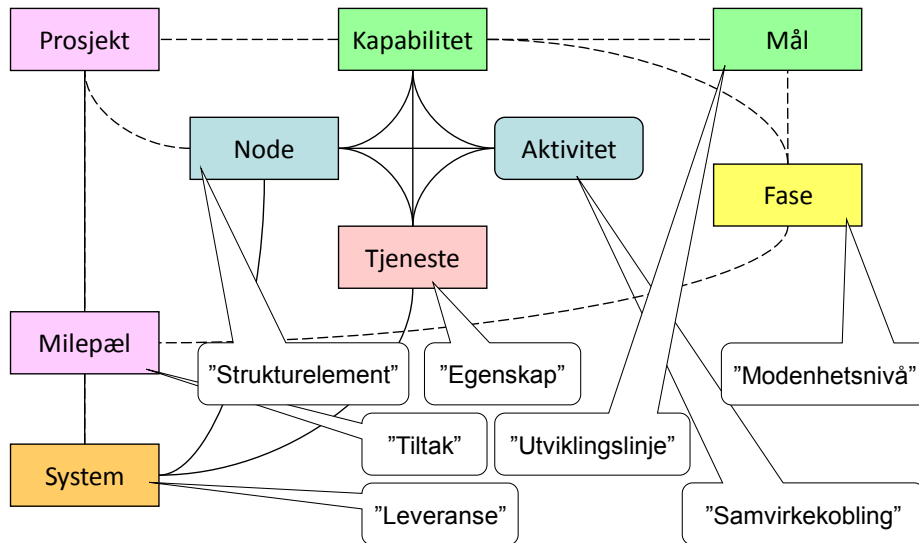 Prosjekt
Kapabilitet
Mål
Node
Aktivitet
Fase
Tjeneste
Milepæl
”Strukturelement”
”Egenskap”
”Modenhetsnivå”
”Tiltak”
”Utviklingslinje”
System
”Leveranse”
”Samvirkekobling”